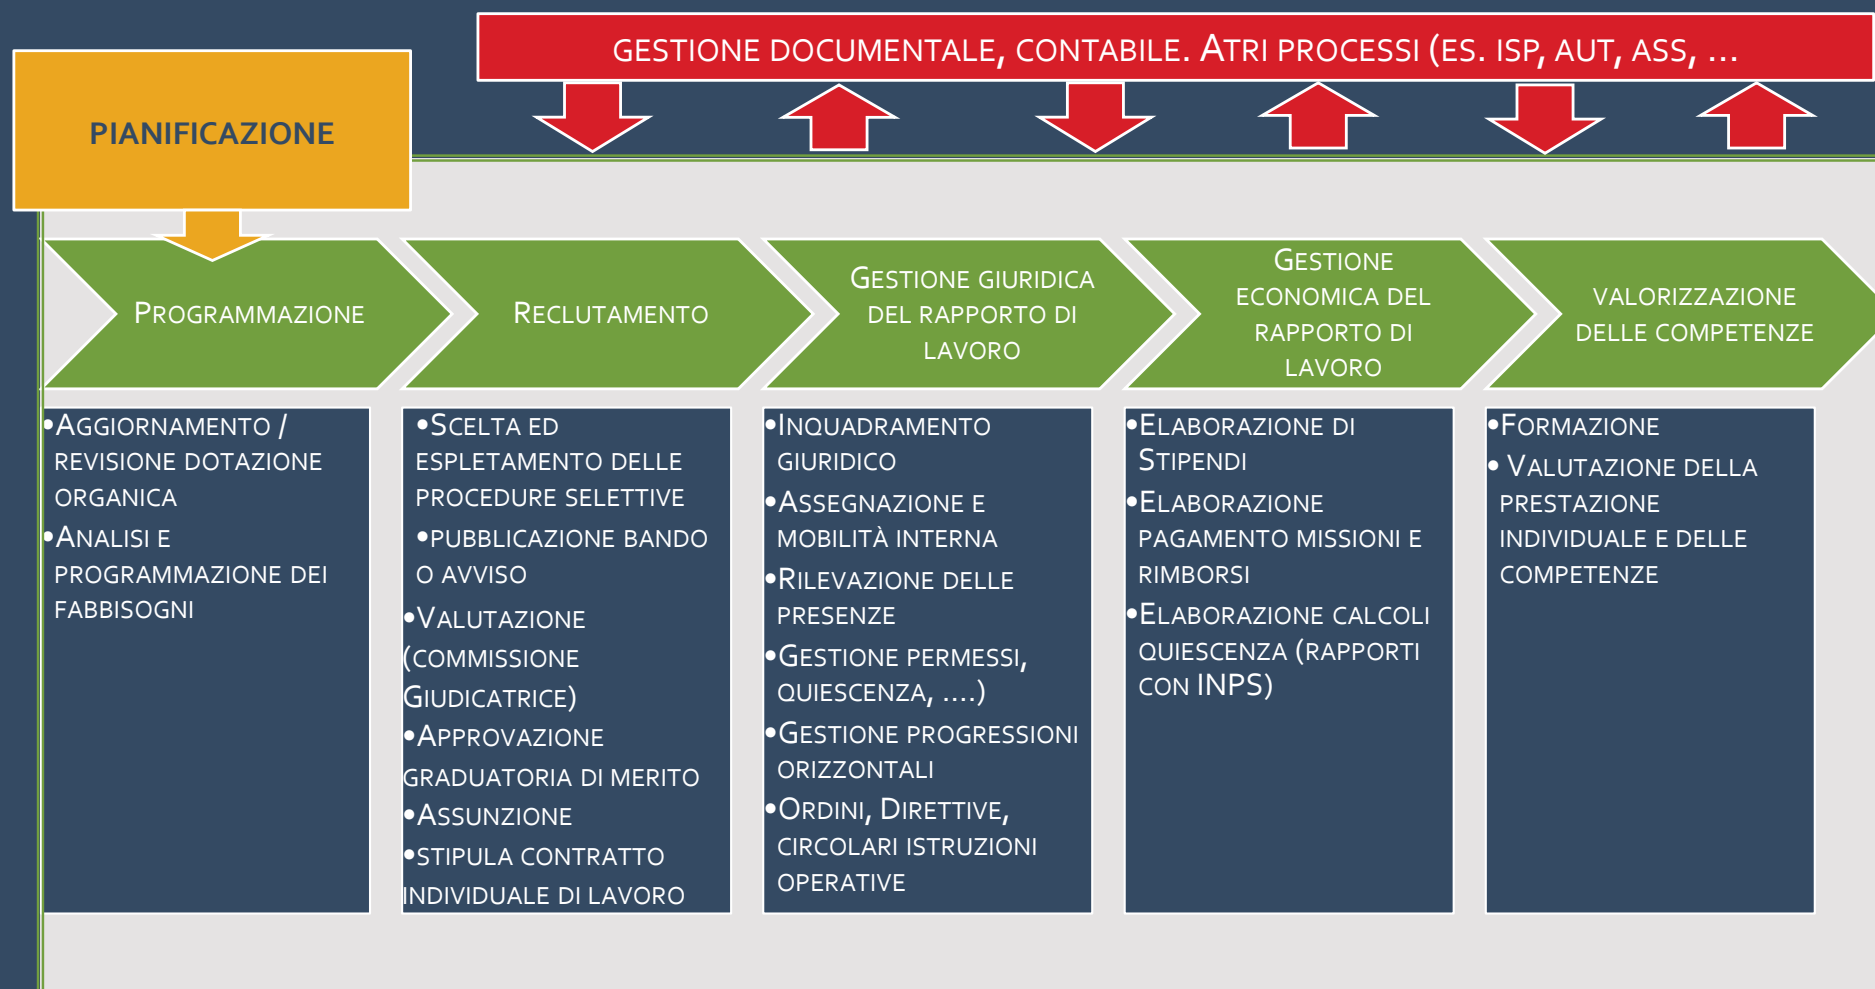 GESTIONE DOCUMENTALE, CONTABILE. ATRI PROCESSI (ES. ISP, AUT, ASS, ...
PIANIFICAZIONE
PROGRAMMAZIONE
RECLUTAMENTO
GESTIONE GIURIDICA
DEL RAPPORTO DI
LAVORO
GESTIONE
ECONOMICA DEL
RAPPORTO DI
LAVORO
VALORIZZAZIONE
DELLE COMPETENZE
•AGGIORNAMENTO /
REVISIONE DOTAZIONE
ORGANICA
•ANALISI E
PROGRAMMAZIONE DEI
FABBISOGNI
•SCELTA ED
ESPLETAMENTO DELLE
PROCEDURE SELETTIVE
•PUBBLICAZIONE BANDO
O AVVISO
•VALUTAZIONE
(COMMISSIONE
GIUDICATRICE)
•APPROVAZIONE
GRADUATORIA DI MERITO
•ASSUNZIONE
•STIPULA CONTRATTO
INDIVIDUALE DI LAVORO
•INQUADRAMENTO
GIURIDICO
•ASSEGNAZIONE E
MOBILITÀ INTERNA
•RILEVAZIONE DELLE
PRESENZE
•GESTIONE PERMESSI,
QUIESCENZA, ....)
•GESTIONE PROGRESSIONI
ORIZZONTALI
•ORDINI, DIRETTIVE,
CIRCOLARI ISTRUZIONI
OPERATIVE
•ELABORAZIONE DI
STIPENDI
•ELABORAZIONE
PAGAMENTO MISSIONI E
RIMBORSI
•ELABORAZIONE CALCOLI
QUIESCENZA (RAPPORTI
CON INPS)
•FORMAZIONE
• VALUTAZIONE DELLA
PRESTAZIONE
INDIVIDUALE E DELLE
COMPETENZE